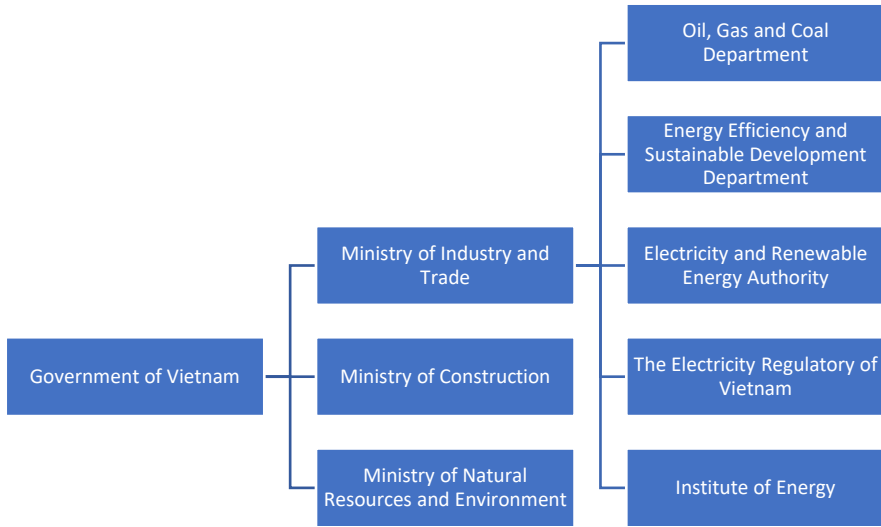 Oil, Gas and Coal
Department
Energy Efficiency and
Sustainable Development
Department
Ministry of Industry and
Trade
Electricity and Renewable
Energy Authority
Government of Vietnam
Ministry of Construction
The Electricity Regulatory of
Vietnam
Ministry of Natural
Resources and Environment
Institute of Energy